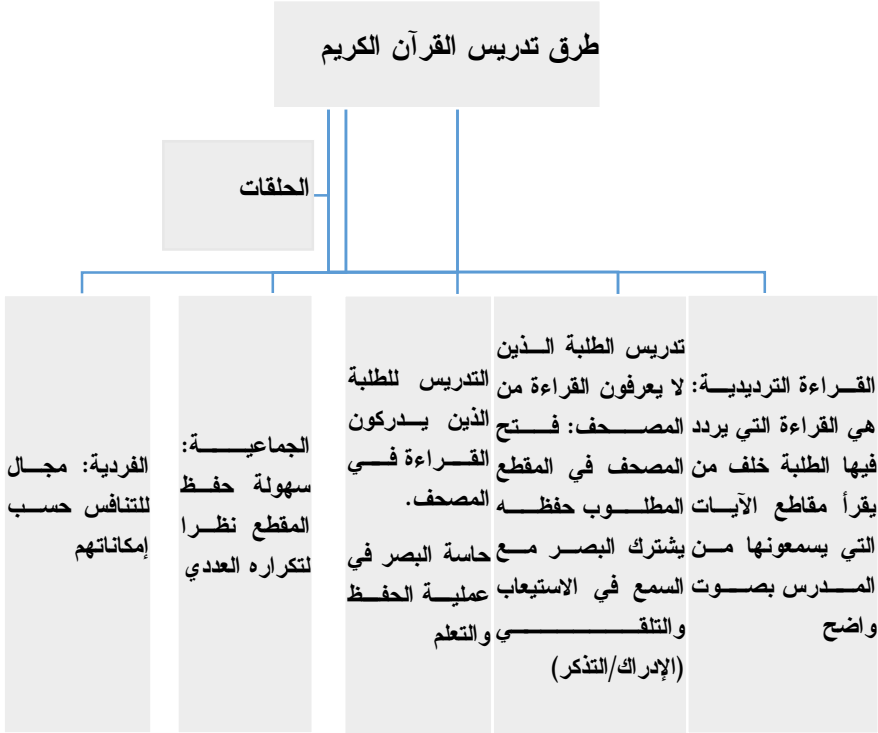 طرق تدريس القرآن الكريم
الحلقات
القراءة الترديدية:
هي القراءة التي يردد
فيها الطلبة خلف من
يقرأ مقاطع الآيات
التي يسمعونها من
المدرس بصوت
واضح
تدريس الطلبة الذين
لا يعرفون القراءة من
المصحف: فتح
المصحف في المقطع
المطلوب حفظه
يشترك البصر مع
السمع في الاستيعاب
والتلقي
(الإدراك/التذكر)
التدريس للطلبة
الذين يدركون
القراءة في
المصحف.
حاسة البصر في
عملية الحفظ
والتعلم
الجماعية:
سهولة حفظ
المقطع نظرا
لتكراره العددي
الفردية: مجال
للتنافس حسب
إمكاناتهم